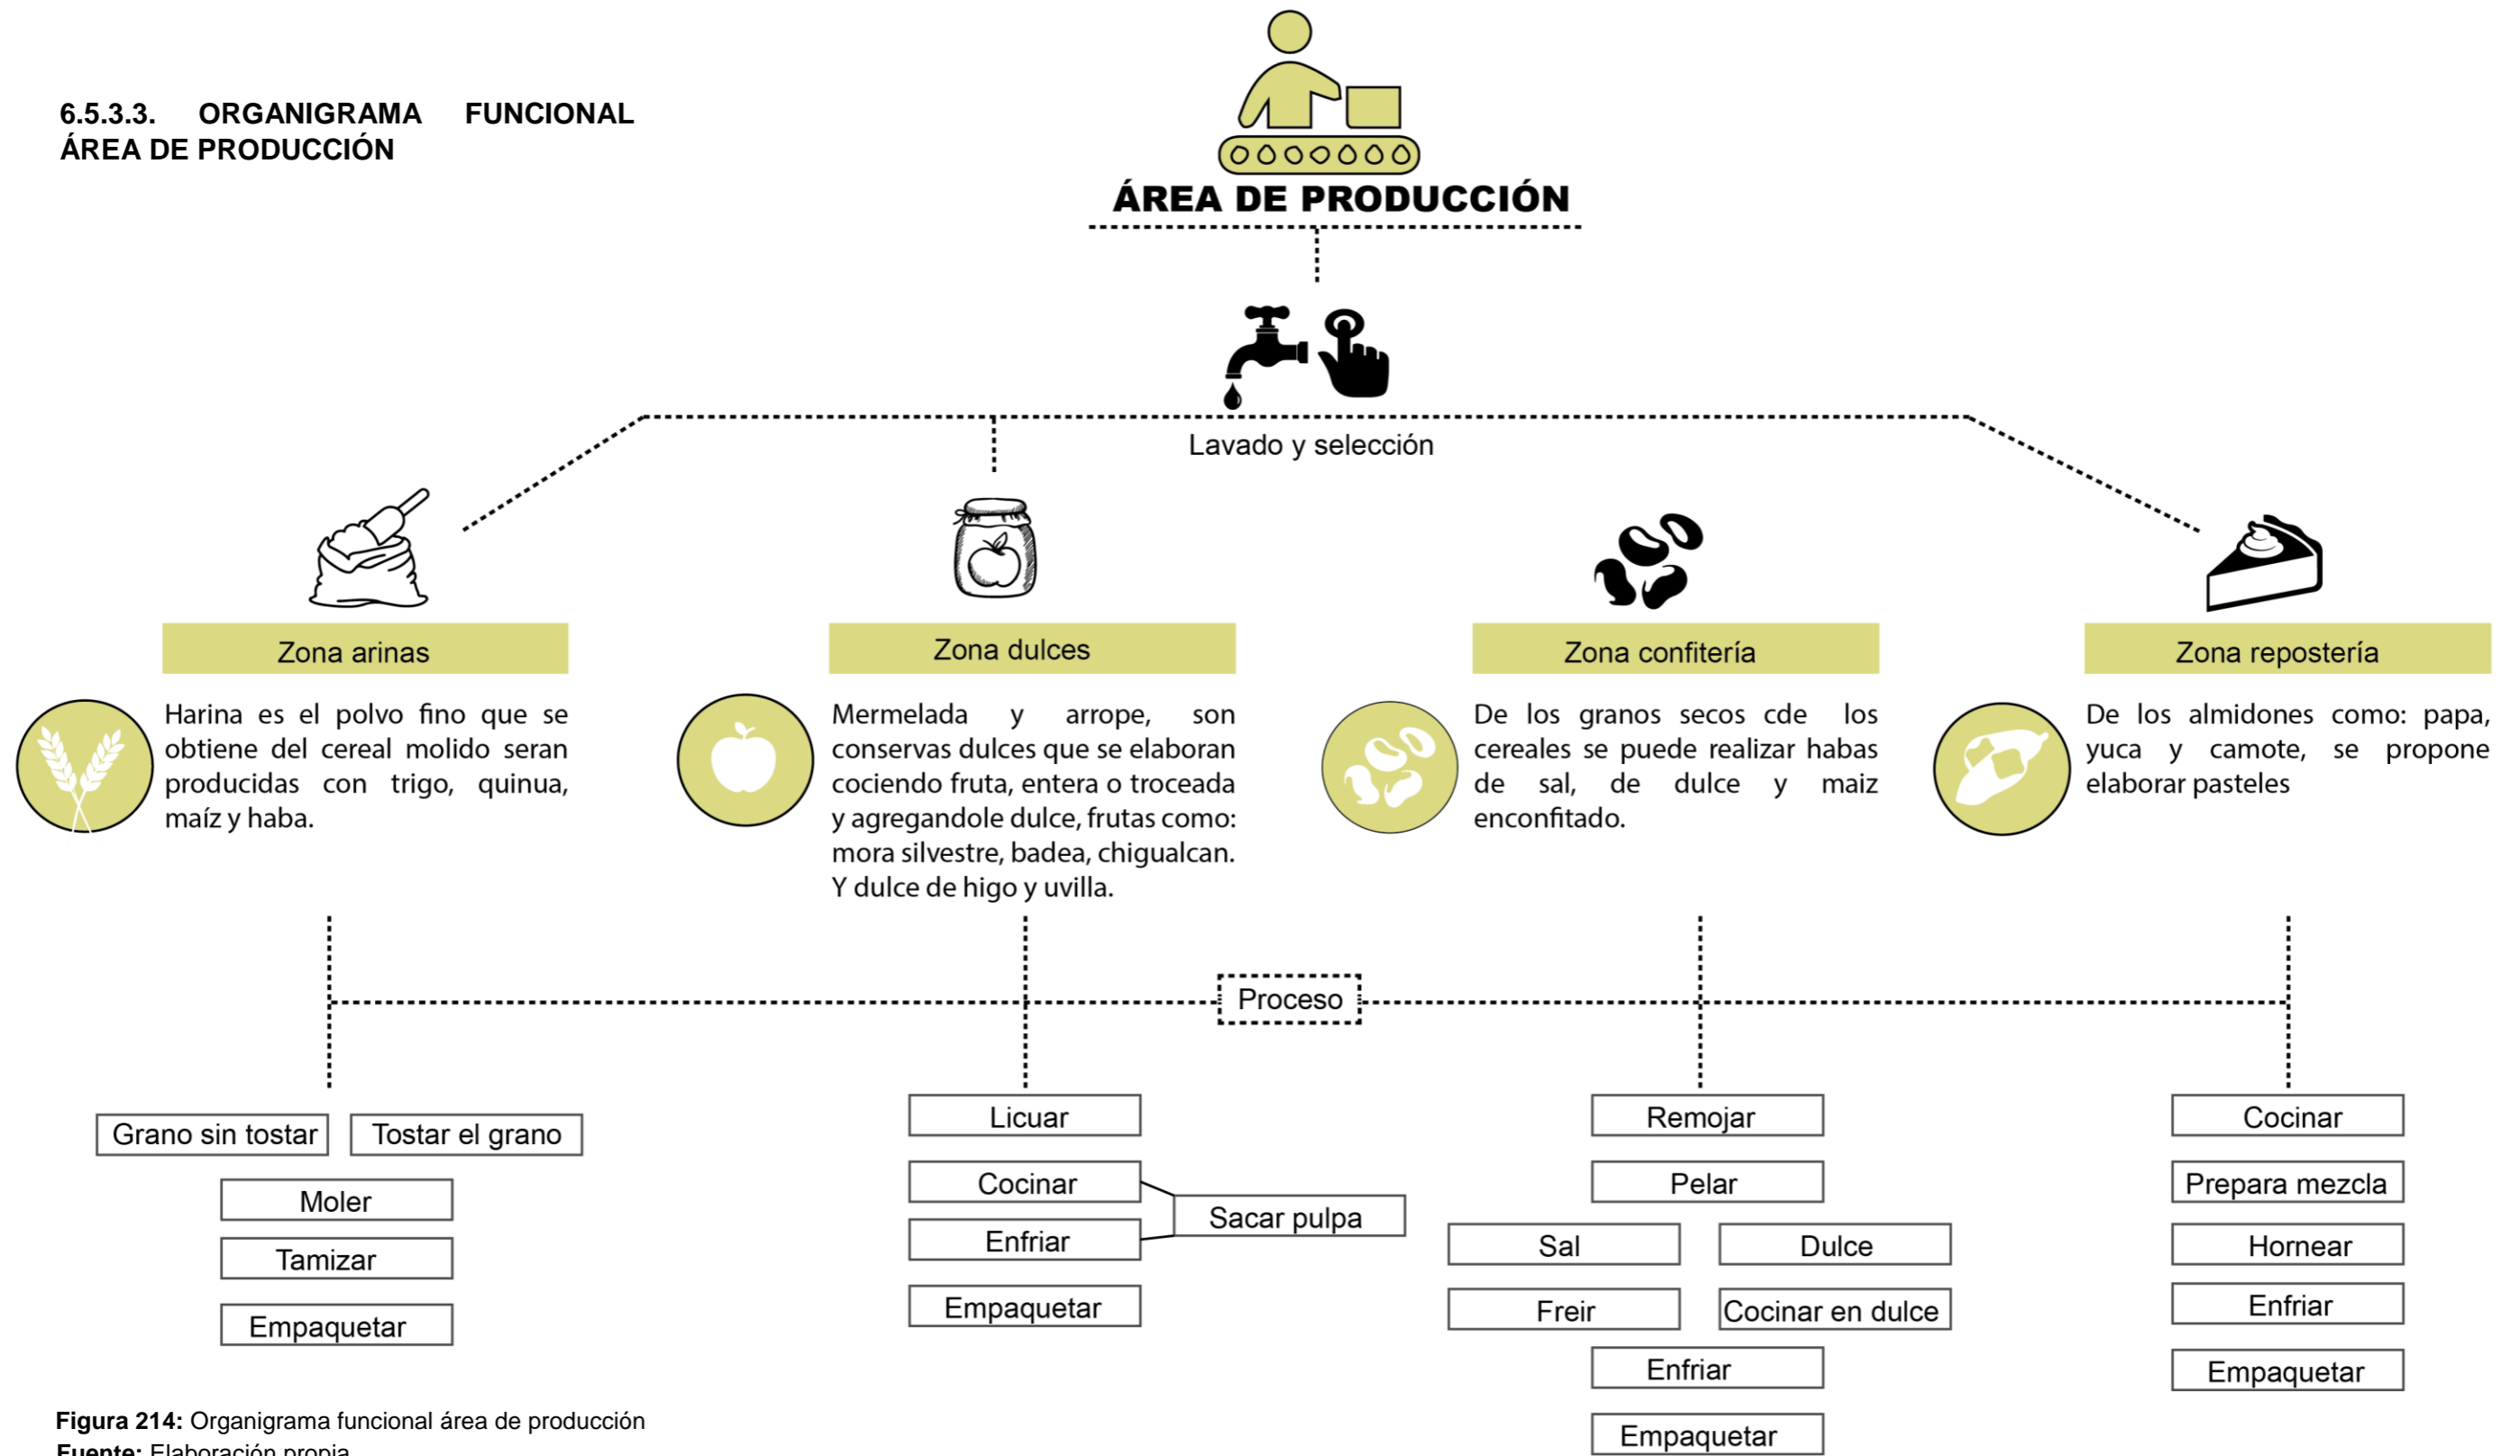 6.5.3.3. ORGANIGRAMA FUNCIONAL
ÁREA DE PRODUCCIÓN
ÁREA DE PRODUCCIÓN
Lavado y selección
Zona arinas
Harina es el polvo fino que se
obtiene del cereal molido seran
producidas con trigo, quinua,
maíz y haba.
Zona dulces
Mermelada y arrope, son
conservas dulces que se elaboran
cociendo fruta, entera o troceada
y agregandole dulce, frutas como:
mora silvestre, badea, chigualcan.
Y dulce de higo y uvilla.
Zona confitería
De los granos secos cde los
cereales se puede realizar habas
de sal, de dulce y maiz
enconfitado.
Zona repostería
De los almidones como: papa,
yuca y camote, se propone
elaborar pasteles
Proceso
Grano sin tostar
Tostar el grano
Moler
Tamizar
Empaquetar
Licuar
Cocinar
Sacar pulpa
Enfriar
Empaquetar
Remojar
Pelar
Sal
Dulce
Freir
Cocinar en dulce
Enfriar
Empaquetar
Cocinar
Prepara mezcla
Hornear
Enfriar
Empaquetar
Figura 214: Organigrama funcional área de producción
Fuente: Elaboración propia